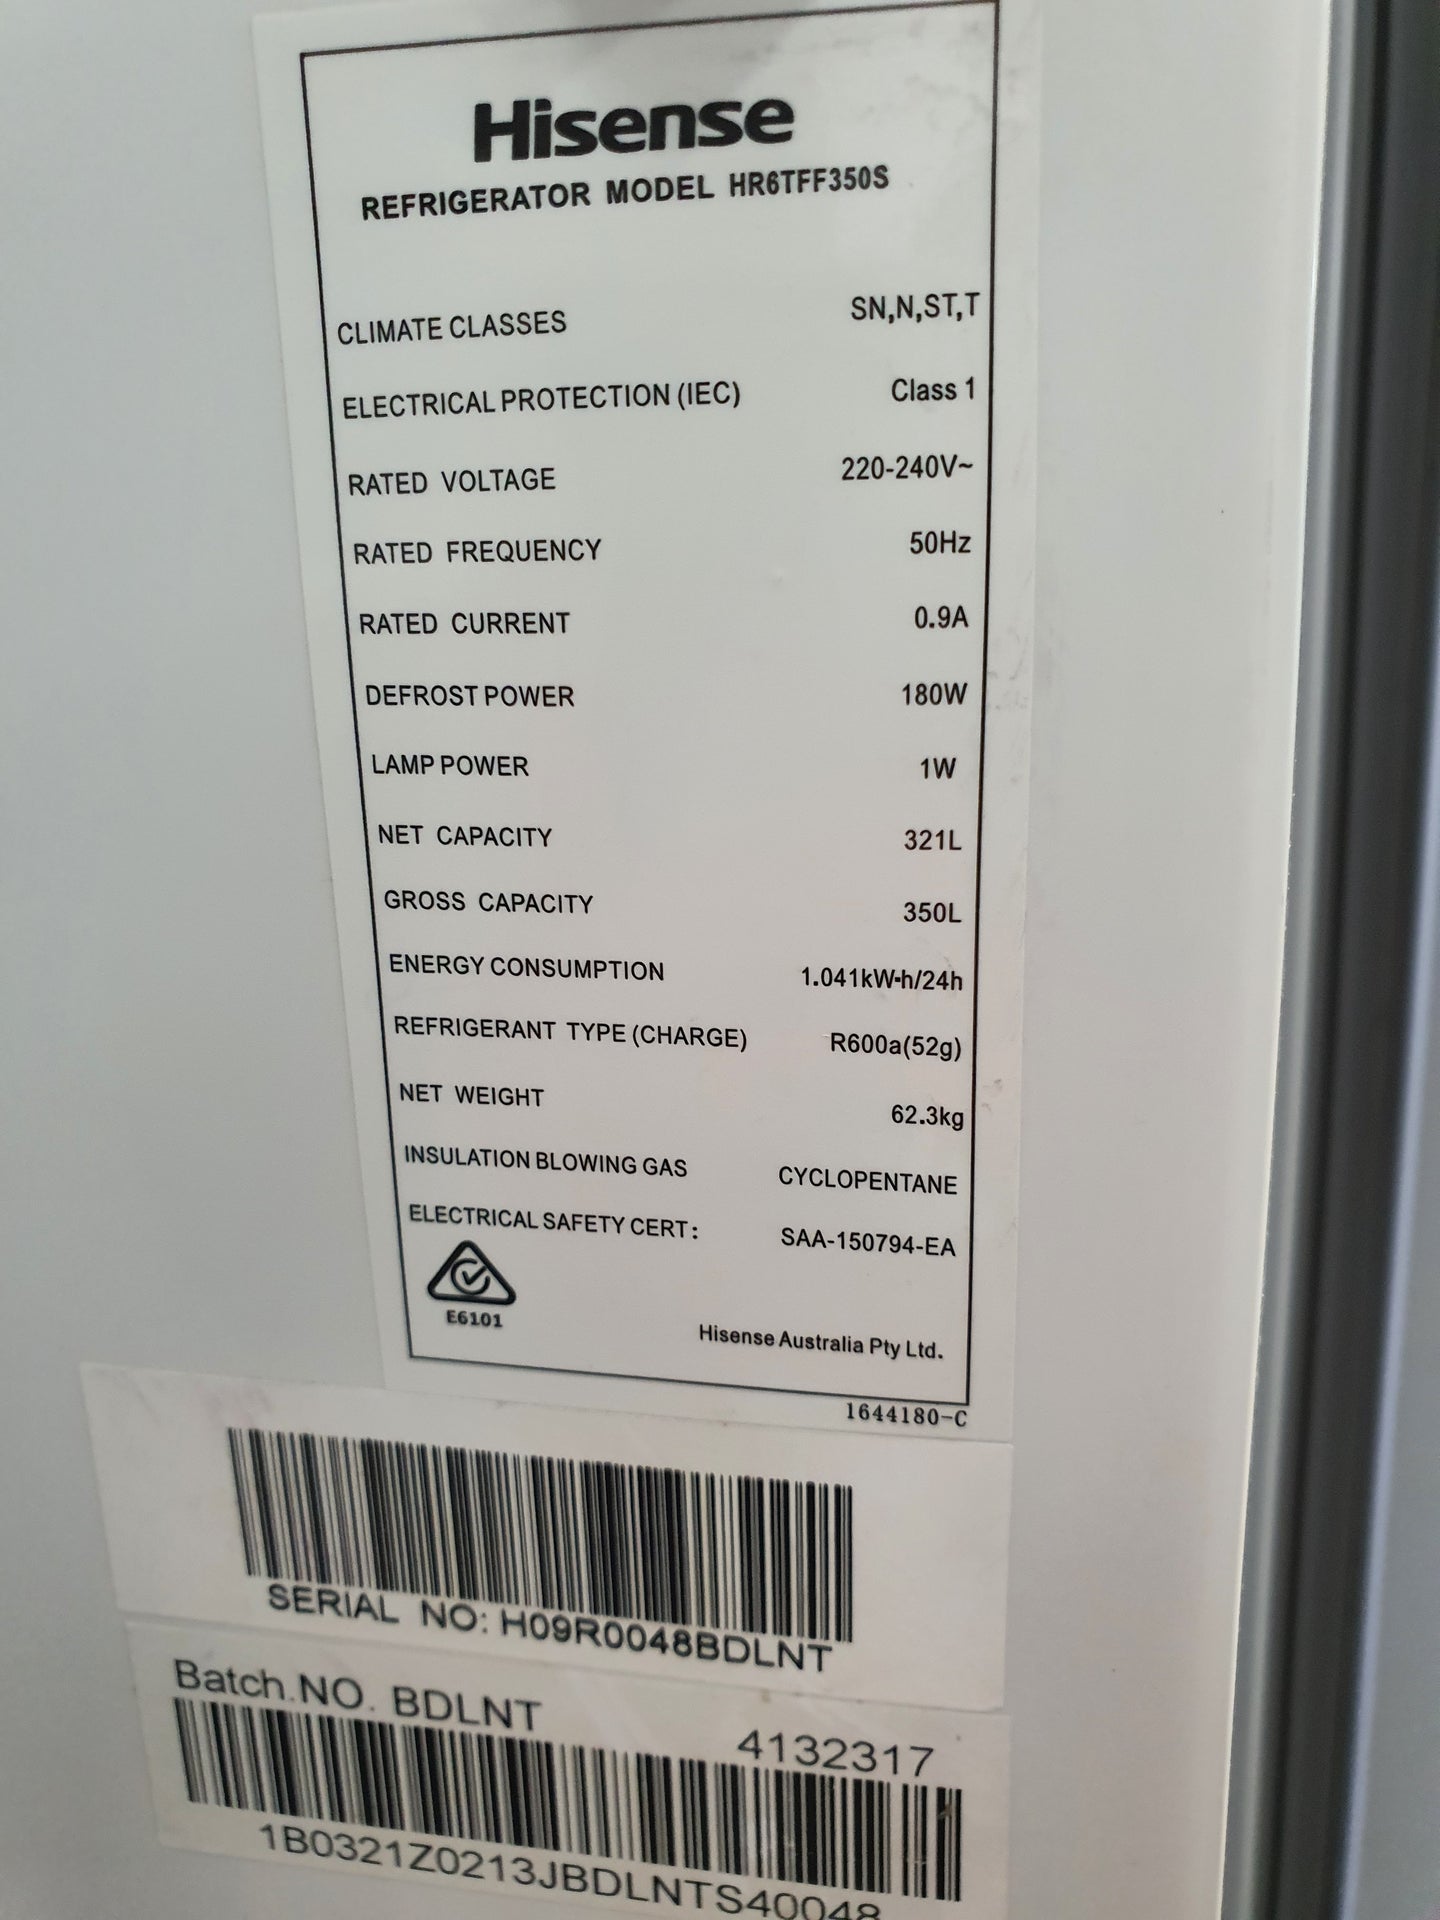 Hisense
REFRIGERATOR MODEL HR6TFF350S
CLIMATE CLASSES SN,N,ST,T
ELECTRICAL PROTECTION (IEC) Class 1
RATED VOLTAGE 220-240V~
RATED FREQUENCY 50Hz
RATED CURRENT 0.9A
DEFROST POWER 180W
LAMP POWER 1W
NET CAPACITY 321L
GROSS CAPACITY 350L
ENERGY CONSUMPTION 1.041kW·h/24h
REFRIGERANT TYPE (CHARGE) R600a(52g)
NET WEIGHT 62.3kg
INSULATION BLOWING GAS CYCLOPENTANE
ELECTRICAL SAFETY CERT: SAA-150794-EA
E6101
Hisense Australia Pty Ltd.
1644180-C
SERIAL NO: H09R0048BDLNT
Batch.NO. BDLNT 4132317
1B0321Z0213JBDLNTS40048